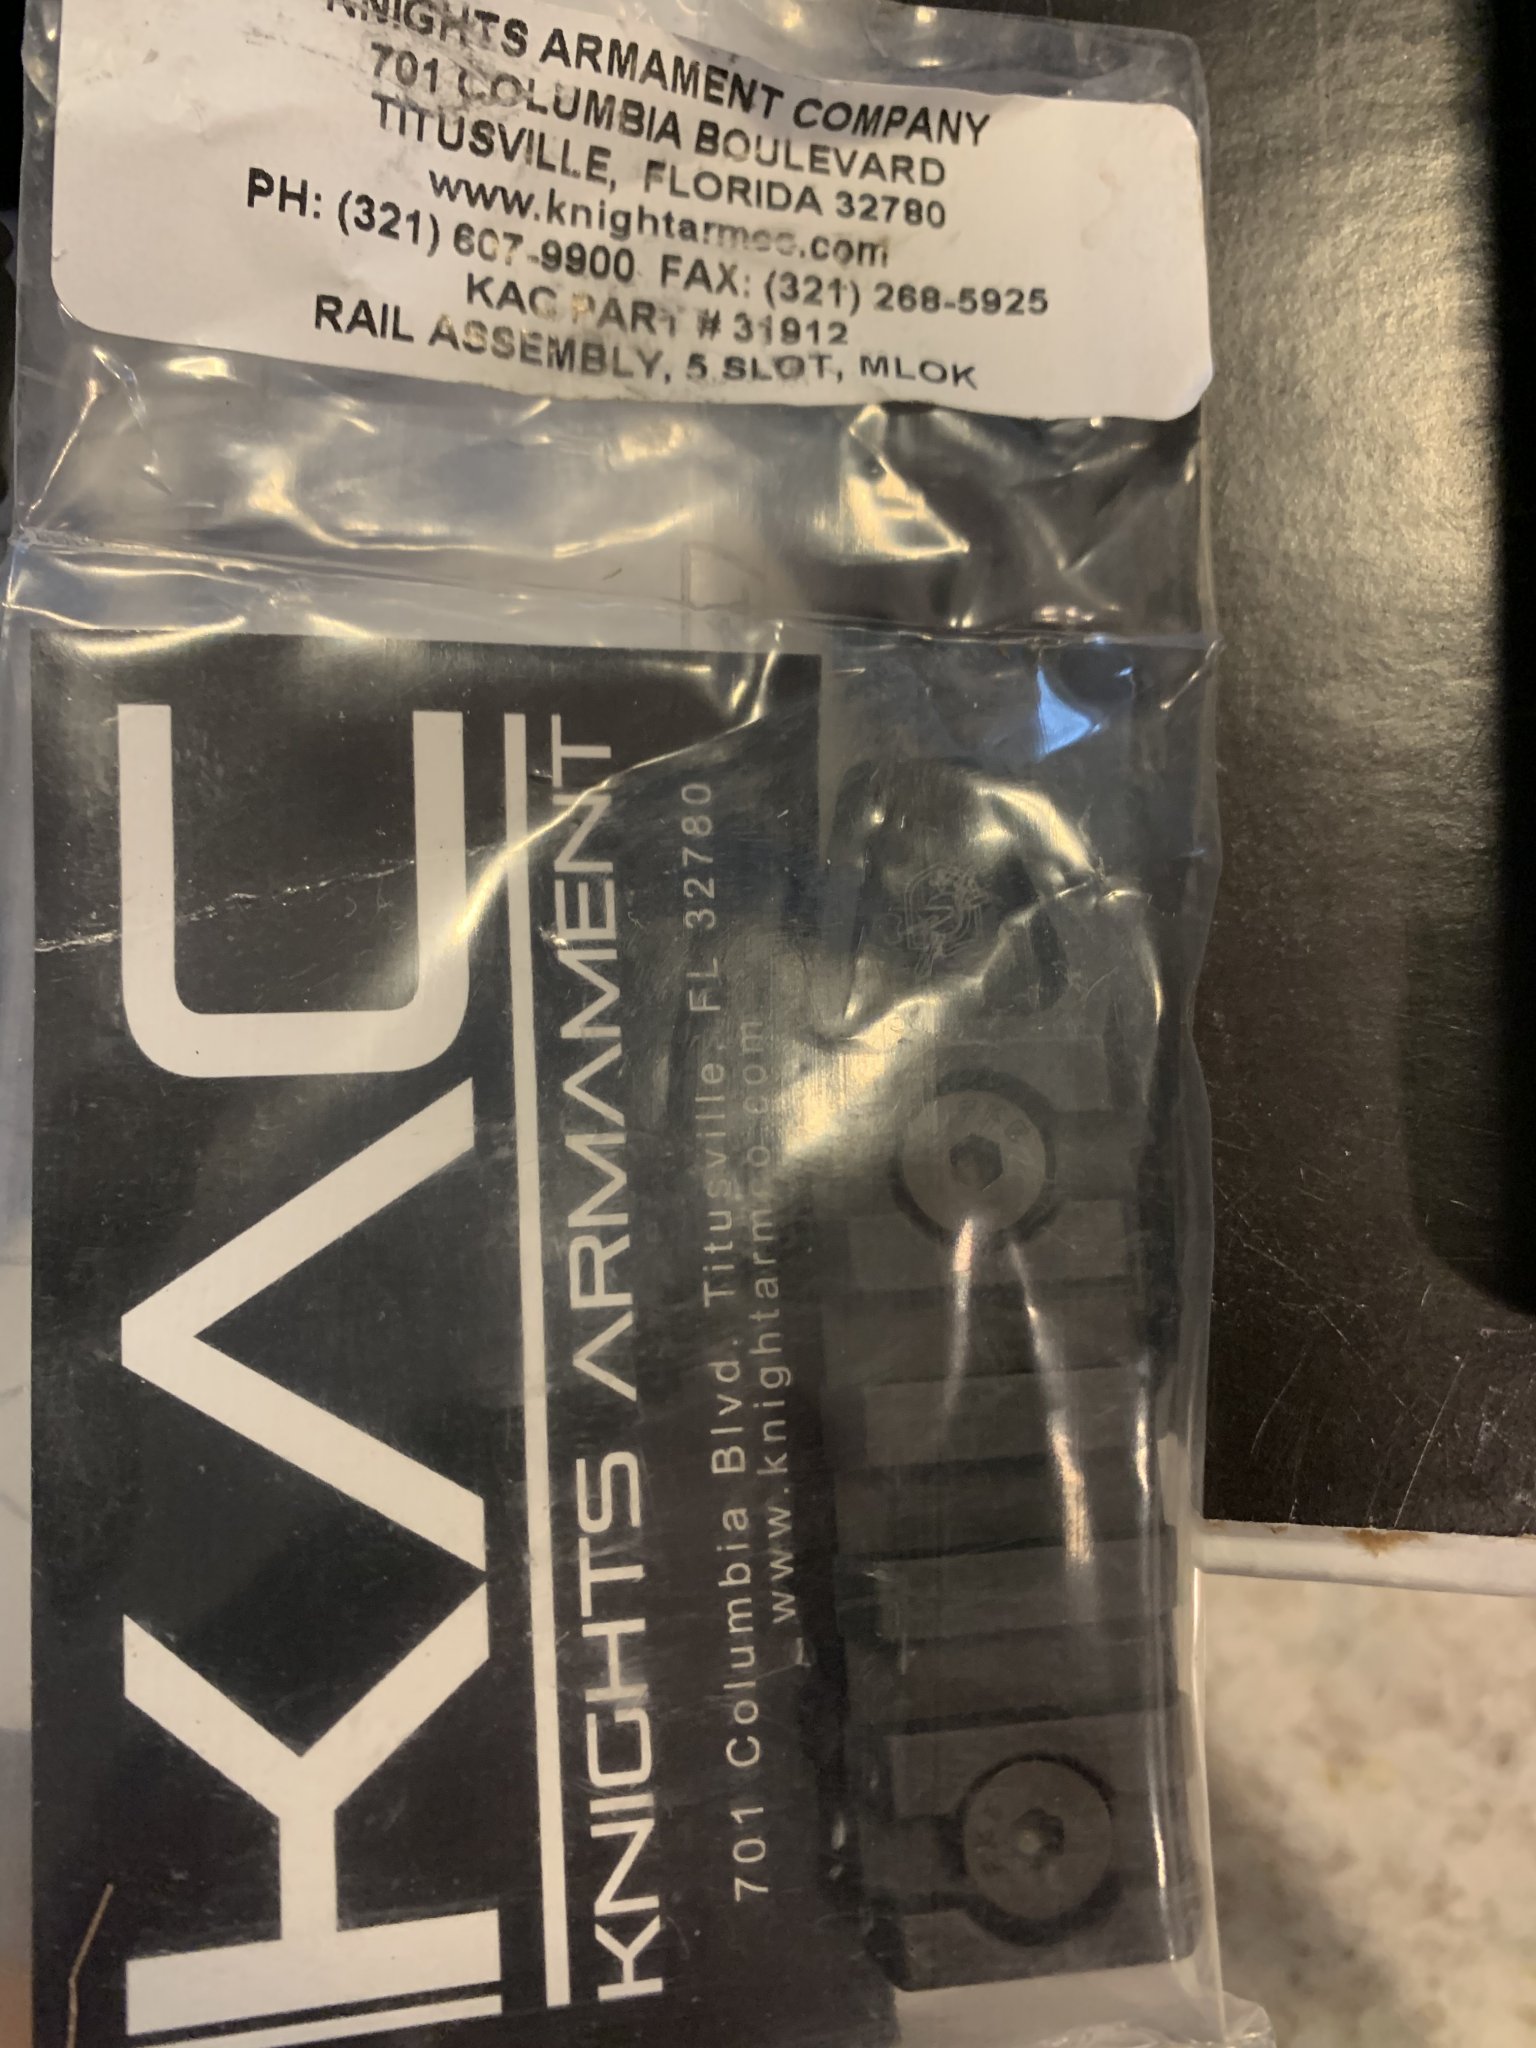 KNIGHTS ARMAMENT COMPANY
701 COLUMBIA BOULEVARD
TITUSVILLE, FLORIDA 32780
www.knightarmco.com
PH: (321) 607-9900 FAX: (321) 268-5925
KAC PART # 31912
RAIL ASSEMBLY, 5 SLOT, MLOK
KAC
KNIGHTS ARMAMENT
701 Columbia Blvd. Titusville, FL 32780
www.knightarmco.com